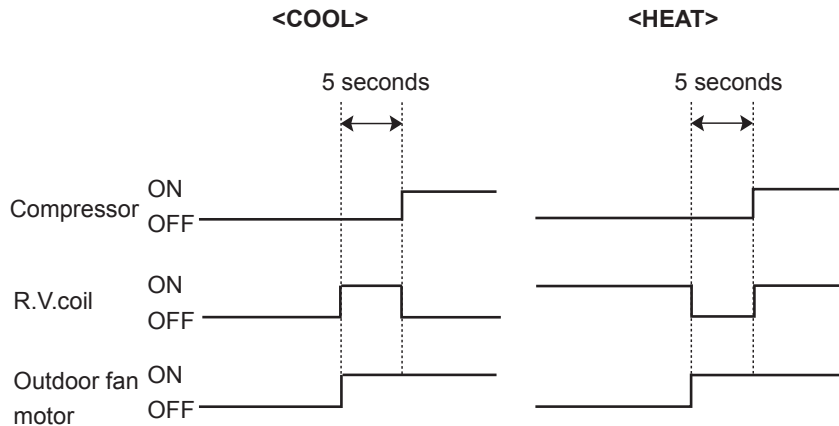 <COOL> <HEAT>
5 seconds 5 seconds
ON
Compressor
OFF
ON
R.V.coil
OFF
Outdoor fan ON
motor OFF